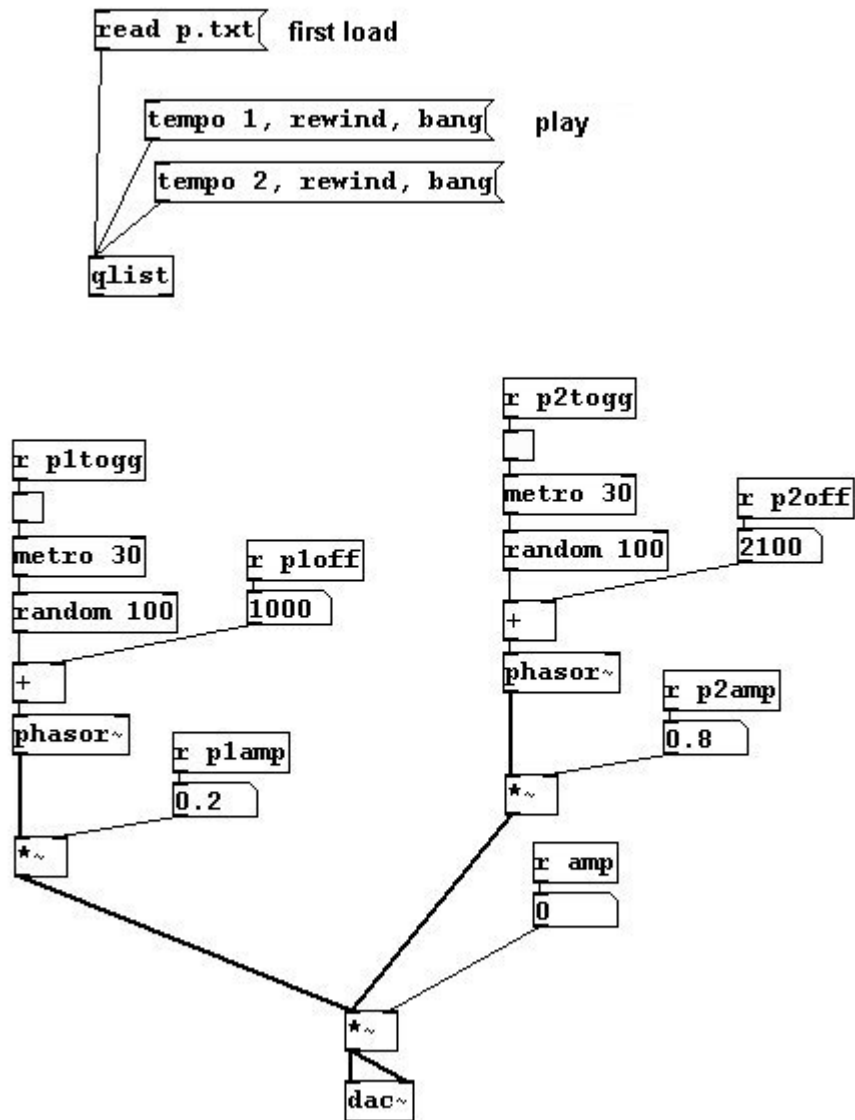 read p.txt first load
tempo 1, rewind, bang play
tempo 2, rewind, bang
qlist
r p2togg
r p1togg
metro 30
r p2off
metro 30
r p1off
random 100
2100
random 100
1000
+
+
phasor~
r p2amp
phasor~
r p1amp
0.8
0.2
*~
*~
r amp
0
*~
dac~